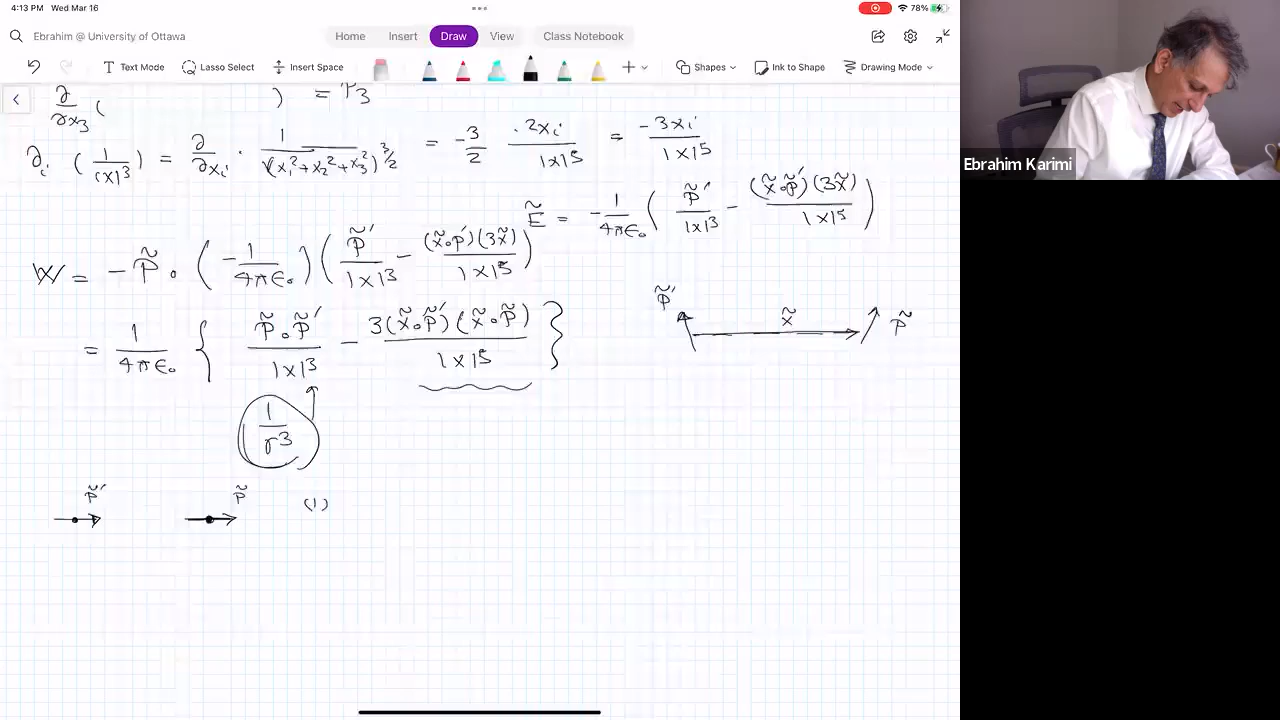 4:13 PM Wed Mar 16
78%
Ebrahim @ University of Ottawa
Home Insert Draw View Class Notebook
Text Mode Lasso Select Insert Space Shapes Ink to Shape Drawing Mode
∂/∂x₃ ( ) = P₃
∂ᵢ (1/|x|³) = ∂/∂xᵢ · 1/(x₁²+x₂²+x₃²)^3/2 = -3/2 · 2xᵢ/|x|⁵ = -3xᵢ/|x|⁵
Ẽ = -1/4πε₀ ( P̃'/|x|³ - (x̃∘P̃')(3x̃)/|x|⁵ )
W = -P̃∘ ( -1/4πε₀ ) ( P̃'/|x|³ - (x̃∘P')(3x̃)/|x|⁵ )
P̃' x̃ P̃
= 1/4πε₀ { P̃∘P̃'/|x|³ - 3(x̃∘P̃')(x̃∘P̃)/|x|⁵ }
1/r³
P̃' P̃ (1)
Ebrahim Karimi